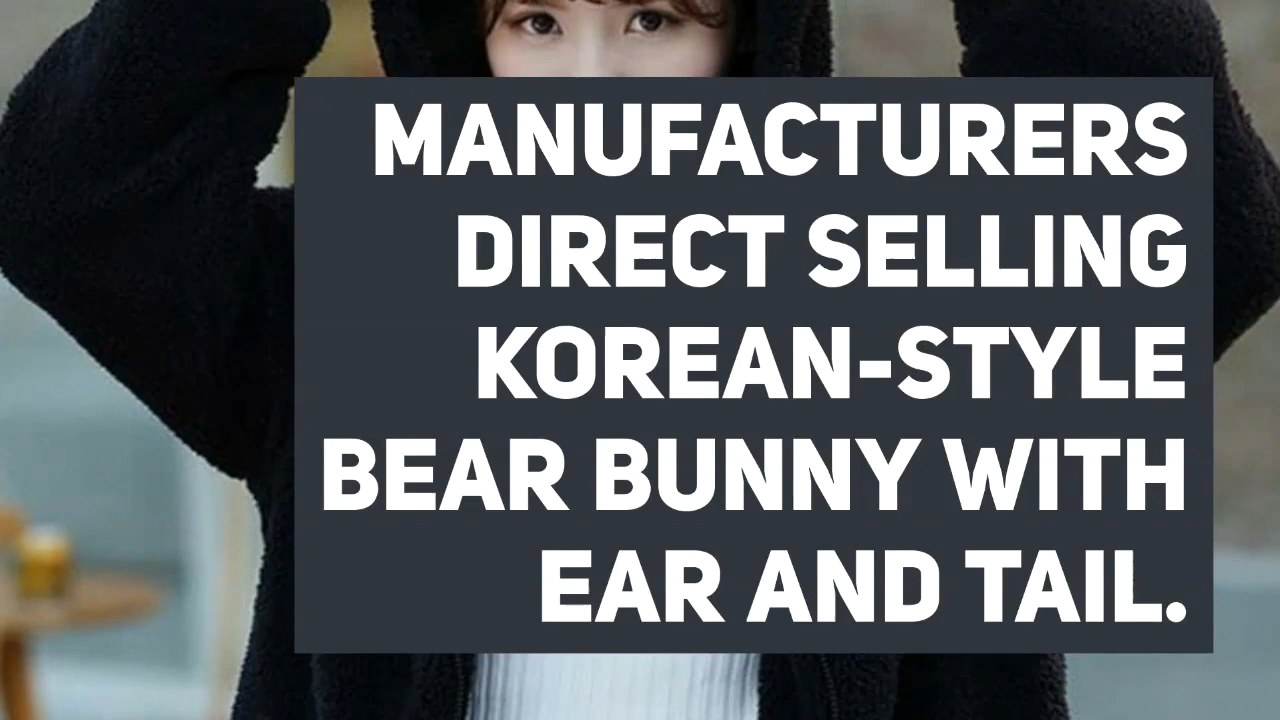 MANUFACTURERS
DIRECT SELLING
KOREAN-STYLE
BEAR BUNNY WITH
EAR AND TAIL.